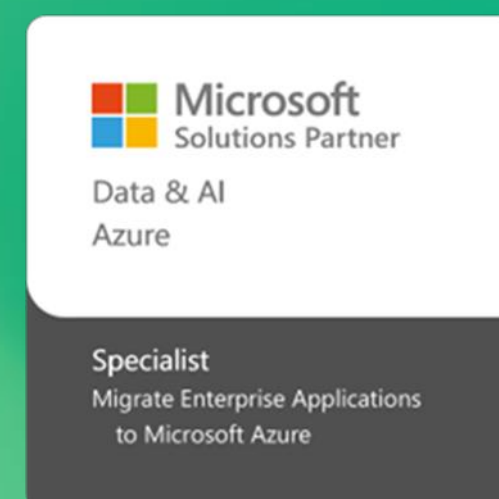 Microsoft
Solutions Partner
Data & AI
Azure
Specialist
Migrate Enterprise Applications
to Microsoft Azure